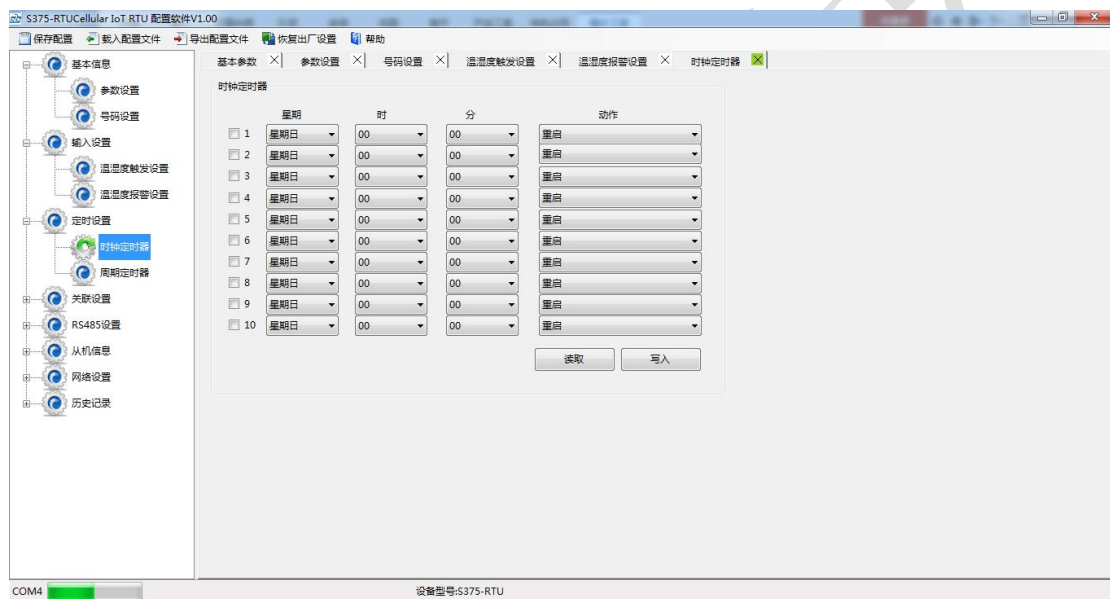 S375-RTUCellular IoT RTU 配置软件V1.00
保存配置 载入配置文件 导出配置文件 恢复出厂设置 帮助
基本信息
参数设置
号码设置
输入设置
温湿度触发设置
温湿度报警设置
定时设置
时钟定时器
周期定时器
关联设置
RS485设置
从机信息
网络设置
历史记录
基本参数 参数设置 号码设置 温湿度触发设置 温湿度报警设置 时钟定时器
时钟定时器
星期 时 分 动作
1 星期日 00 00 重启
2 星期日 00 00 重启
3 星期日 00 00 重启
4 星期日 00 00 重启
5 星期日 00 00 重启
6 星期日 00 00 重启
7 星期日 00 00 重启
8 星期日 00 00 重启
9 星期日 00 00 重启
10 星期日 00 00 重启
读取 写入
COM4 设备型号:S375-RTU